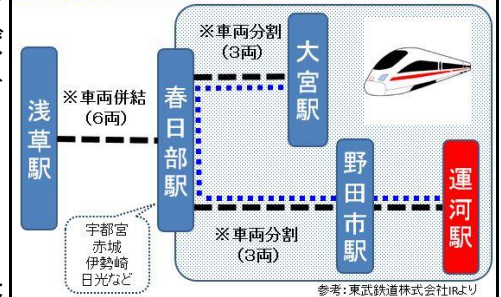 浅草駅
※車両併結
(6両)
春日部駅
宇都宮
赤城
伊勢崎
日光など
※車両分割
(3両)
大宮駅
※車両分割
(3両)
野田市駅
運河駅
参考:東武鉄道株式会社IRより